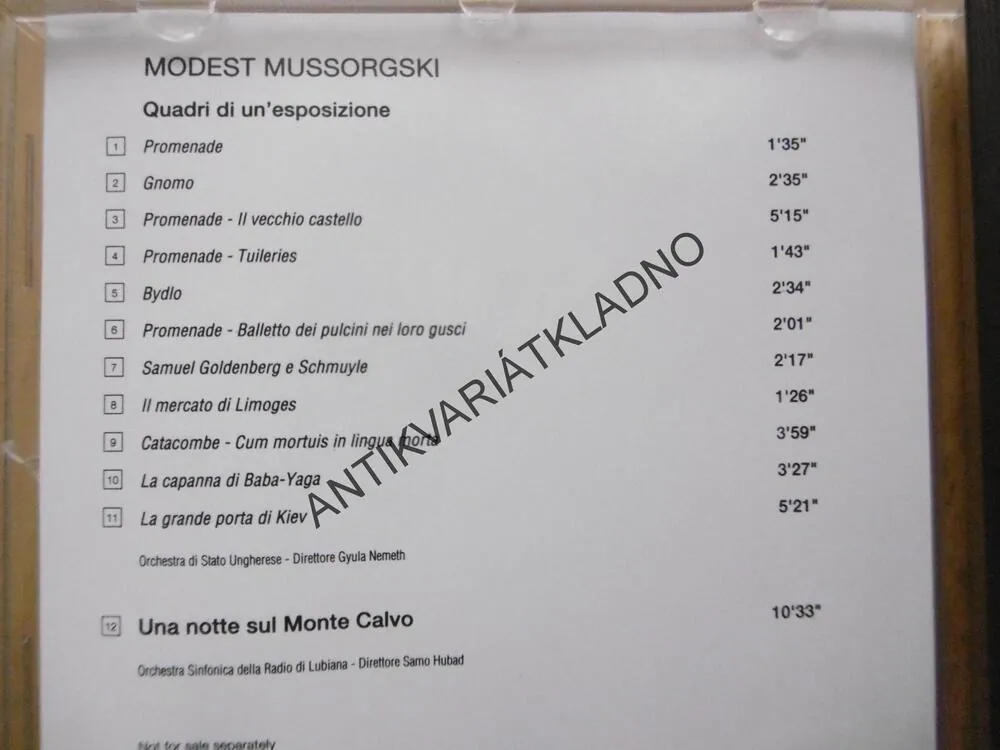 MODEST MUSSORGSKI
Quadri di un'esposizione
1 Promenade 1'35"
2 Gnomo 2'35"
3 Promenade - Il vecchio castello 5'15"
4 Promenade - Tuileries 1'43"
5 Bydlo 2'34"
6 Promenade - Balletto dei pulcini nei loro gusci 2'01"
7 Samuel Goldenberg e Schmuyle 2'17"
8 Il mercato di Limoges 1'26"
9 Catacombe - Cum mortuis in lingua morta 3'59"
10 La capanna di Baba-Yaga 3'27"
11 La grande porta di Kiev 5'21"
Orchestra di Stato Ungherese - Direttore Gyula Nemeth
12 Una notte sul Monte Calvo 10'33"
Orchestra Sinfonica della Radio di Lubiana - Direttore Samo Hubad
Not for sale separately
ANTIKVARIÁTKLADNO